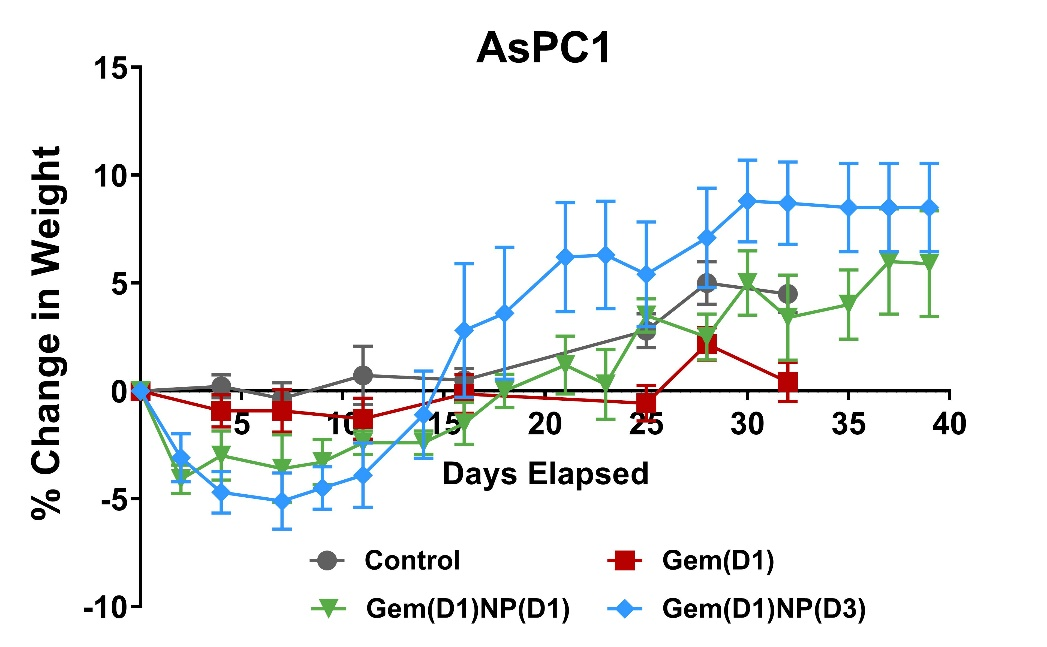 AsPC1
% Change in Weight
15
10
5
0
-5
-10
5 10 15 20 25 30 35 40
Days Elapsed
Control Gem(D1)
Gem(D1)NP(D1) Gem(D1)NP(D3)